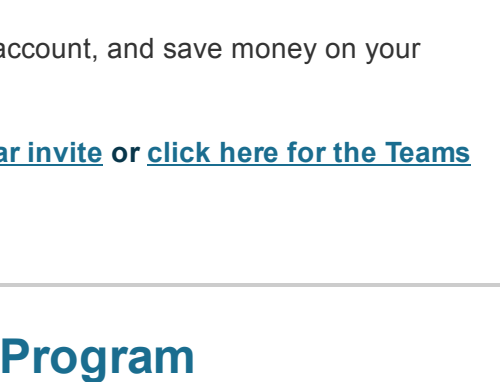 account, and save money on your
ar invite or click here for the Teams
Program